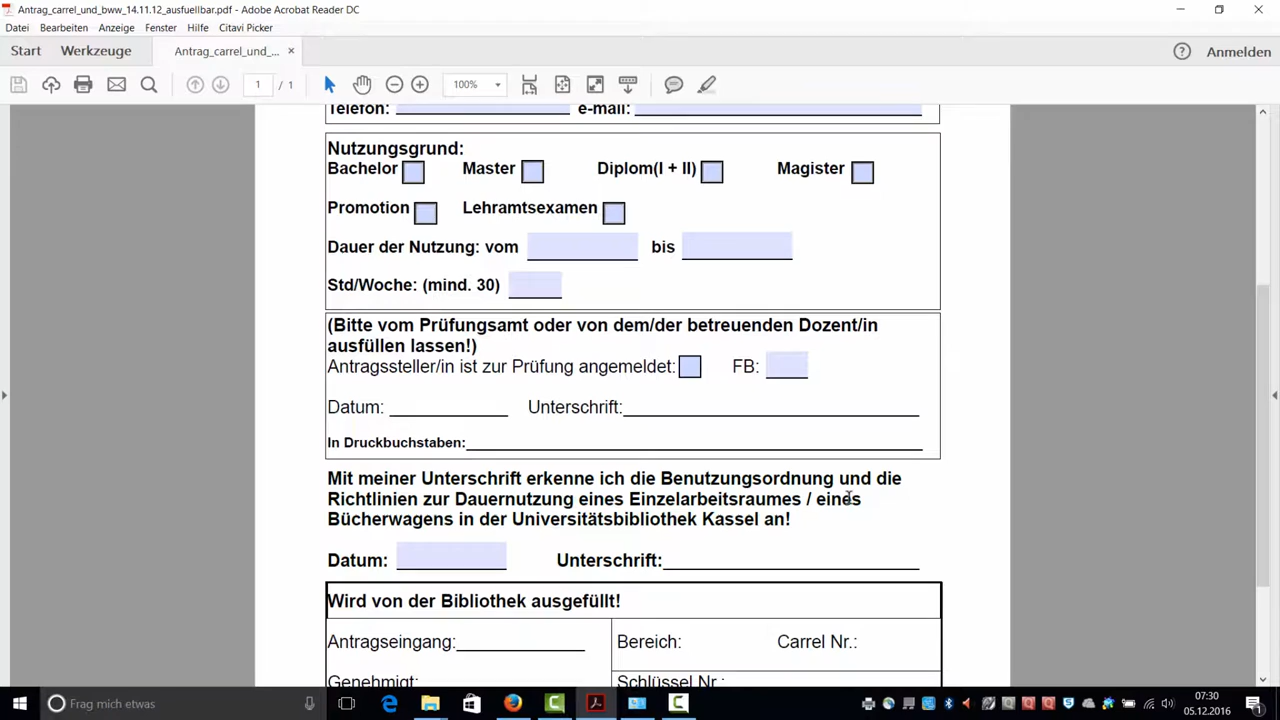 Antrag_carrel_und_bww_14.11.12_ausfuellbar.pdf - Adobe Acrobat Reader DC
Datei Bearbeiten Anzeige Fenster Hilfe Citavi Picker
Start Werkzeuge Antrag_carrel_und_... × Anmelden
1 / 1 100%
Telefon: e-mail:
Nutzungsgrund:
Bachelor Master Diplom(I + II) Magister
Promotion Lehramtsexamen
Dauer der Nutzung: vom bis
Std/Woche: (mind. 30)
(Bitte vom Prüfungsamt oder von dem/der betreuenden Dozent/in
ausfüllen lassen!)
Antragssteller/in ist zur Prüfung angemeldet: FB:
Datum: Unterschrift:
In Druckbuchstaben:
Mit meiner Unterschrift erkenne ich die Benutzungsordnung und die
Richtlinien zur Dauernutzung eines Einzelarbeitsraumes / eines
Bücherwagens in der Universitätsbibliothek Kassel an!
Datum: Unterschrift:
Wird von der Bibliothek ausgefüllt!
Antragseingang: Bereich: Carrel Nr.:
Genehmigt: Schlüssel Nr.:
Frag mich etwas
07:30
05.12.2016